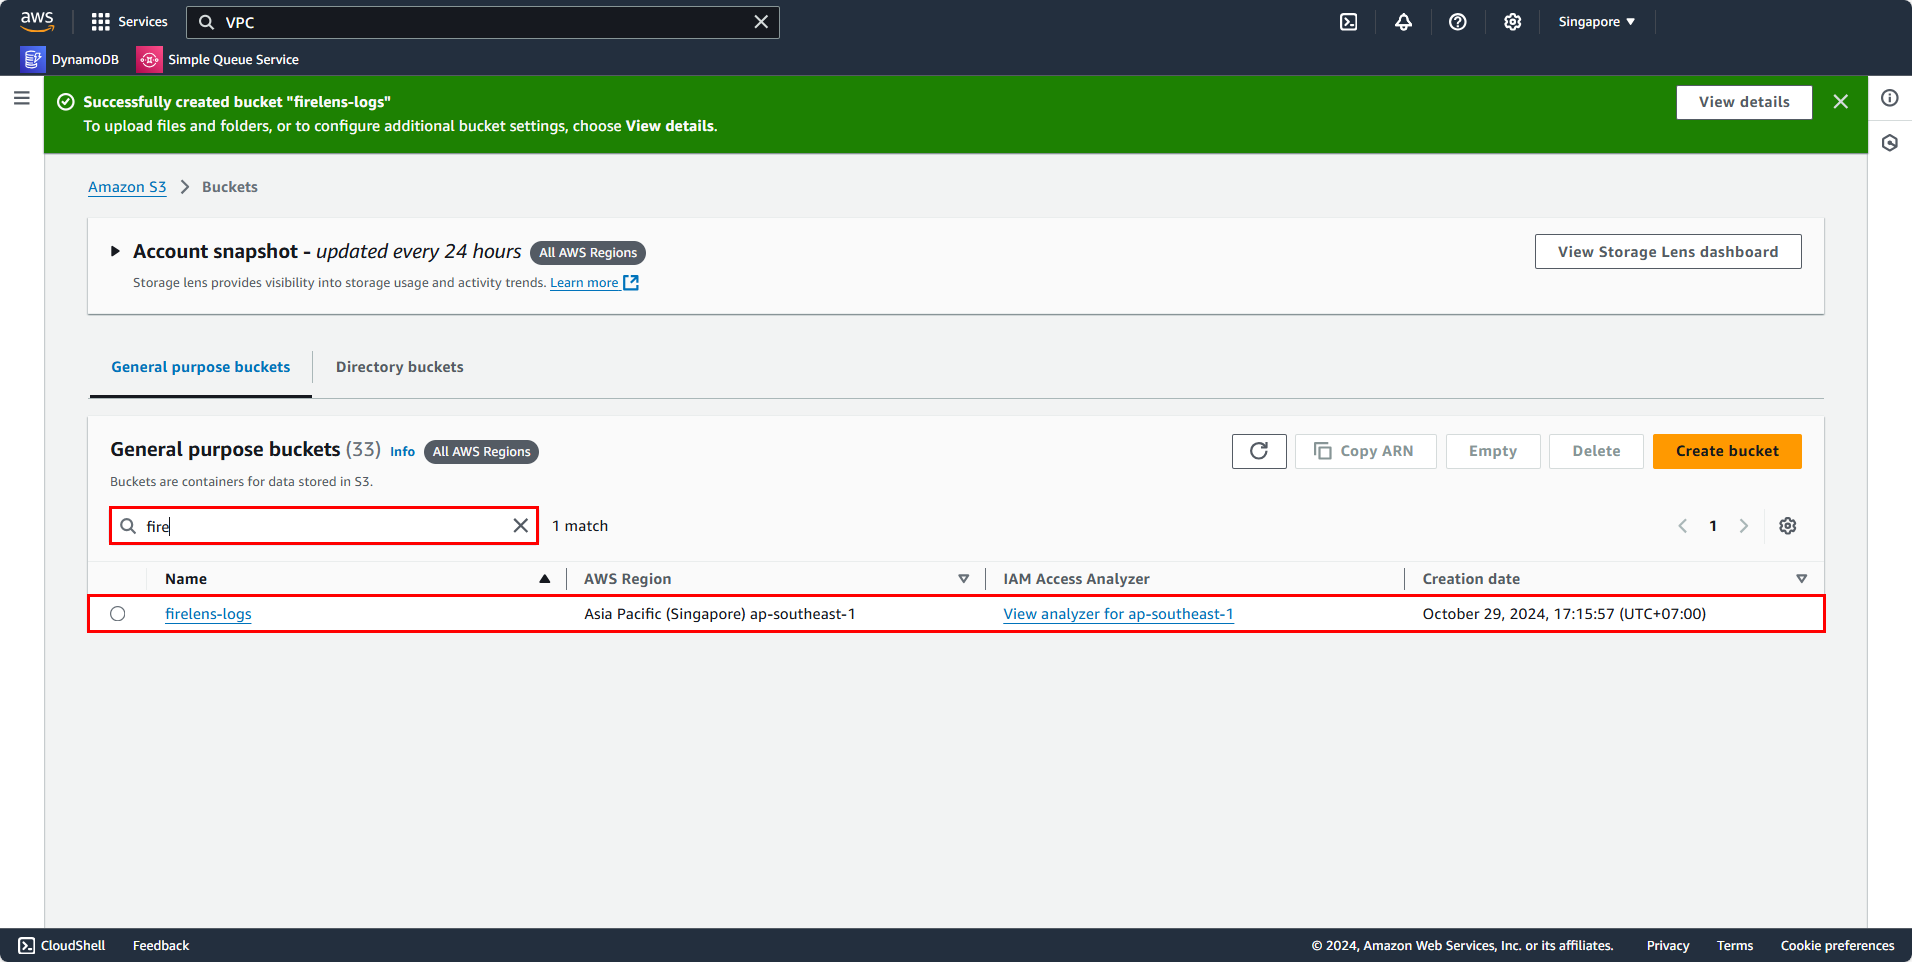 aws
Services
VPC
Singapore ▼
DynamoDB
Simple Queue Service
Successfully created bucket "firelens-logs"
To upload files and folders, or to configure additional bucket settings, choose View details.
View details
Amazon S3 > Buckets
Account snapshot - updated every 24 hours All AWS Regions
View Storage Lens dashboard
Storage lens provides visibility into storage usage and activity trends. Learn more
General purpose buckets
Directory buckets
General purpose buckets (33) Info All AWS Regions
Copy ARN
Empty
Delete
Create bucket
Buckets are containers for data stored in S3.
fire
1 match
1
Name
AWS Region
IAM Access Analyzer
Creation date
firelens-logs
Asia Pacific (Singapore) ap-southeast-1
View analyzer for ap-southeast-1
October 29, 2024, 17:15:57 (UTC+07:00)
CloudShell
Feedback
© 2024, Amazon Web Services, Inc. or its affiliates.
Privacy
Terms
Cookie preferences